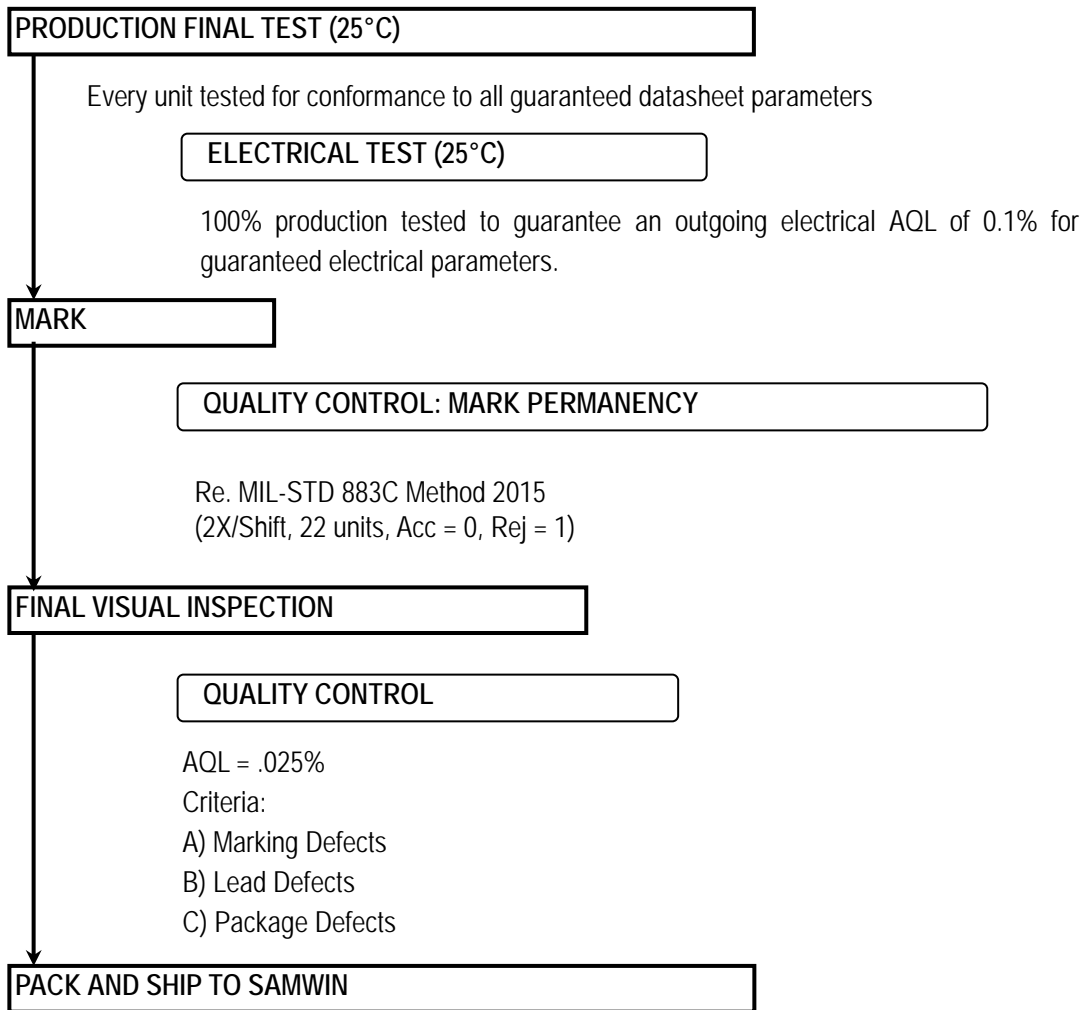 PRODUCTION FINAL TEST (25°C)
Every unit tested for conformance to all guaranteed datasheet parameters
ELECTRICAL TEST (25°C)
100% production tested to guarantee an outgoing electrical AQL of 0.1% for
guaranteed electrical parameters.
MARK
QUALITY CONTROL: MARK PERMANENCY
Re. MIL-STD 883C Method 2015
(2X/Shift, 22 units, Acc = 0, Rej = 1)
FINAL VISUAL INSPECTION
QUALITY CONTROL
AQL = .025%
Criteria:
A) Marking Defects
B) Lead Defects
C) Package Defects
PACK AND SHIP TO SAMWIN